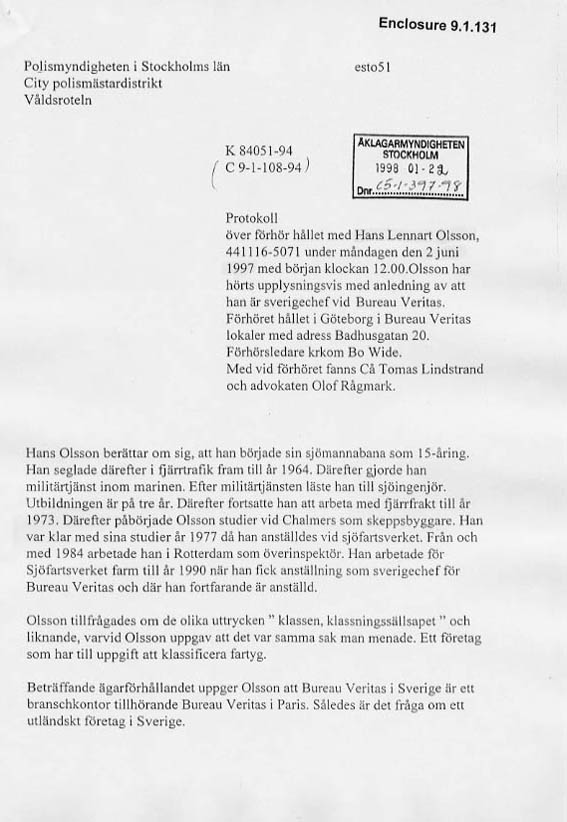 Enclosure 9.1.131
Polismyndigheten i Stockholms län esto51
City polismästardistrikt
Våldsroteln
K 84051-94
( C 9-1-108-94 )
ÅKLAGARMYNDIGHETEN
STOCKHOLM
1998 01-22
Dnr. C5-1-397-98
Protokoll
över förhör hållet med Hans Lennart Olsson,
441116-5071 under måndagen den 2 juni
1997 med början klockan 12.00.Olsson har
hörts upplysningsvis med anledning av att
han är sverigechef vid Bureau Veritas.
Förhöret hållet i Göteborg i Bureau Veritas
lokaler med adress Badhusgatan 20.
Förhörsledare krkom Bo Wide.
Med vid förhöret fanns Cå Tomas Lindstrand
och advokaten Olof Rågmark.
Hans Olsson berättar om sig, att han började sin sjömannabana som 15-åring.
Han seglade därefter i fjärrtrafik fram till år 1964. Därefter gjorde han
militärtjänst inom marinen. Efter militärtjänsten läste han till sjöingenjör.
Utbildningen är på tre år. Därefter fortsatte han att arbeta med fjärrfrakt till år
1973. Därefter påbörjade Olsson studier vid Chalmers som skeppsbyggare. Han
var klar med sina studier år 1977 då han anställdes vid sjöfartsverket. Från och
med 1984 arbetade han i Rotterdam som överinspektör. Han arbetade för
Sjöfartsverket farm till år 1990 när han fick anställning som sverigechef för
Bureau Veritas och där han fortfarande är anställd.
Olsson tillfrågades om de olika uttrycken ” klassen, klassningssällsapet ” och
liknande, varvid Olsson uppgav att det var samma sak man menade. Ett företag
som har till uppgift att klassificera fartyg.
Beträffande ägarförhållandet uppger Olsson att Bureau Veritas i Sverige är ett
branschkontor tillhörande Bureau Veritas i Paris. Således är det fråga om ett
utländskt företag i Sverige.